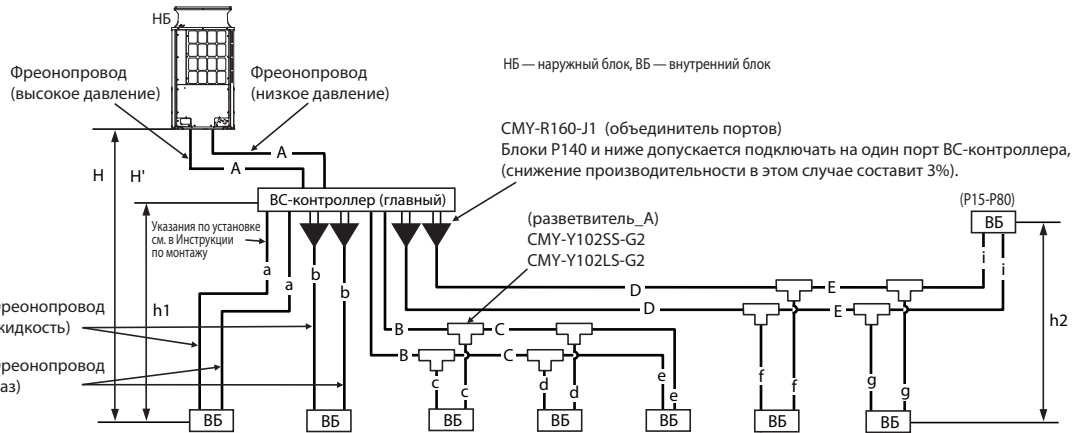 НБ
НБ — наружный блок, ВБ — внутренний блок
Фреонопровод
(высокое давление)
Фреонопровод
(низкое давление)
CMY-R160-J1 (объединитель портов)
Блоки P140 и ниже допускается подключать на один порт ВС-контроллера,
(снижение производительности в этом случае составит 3%).
A
A
H
H'
ВС-контроллер (главный)
(P15-P80)
ВБ
Указания по установке
см. в Инструкции
по монтажу
(разветвитель_A)
CMY-Y102SS-G2
CMY-Y102LS-G2
a
a
b
b
i
i
D
E
D
E
h1
h2
реонопровод
идкость)
B
C
B
C
реонопровод
аз)
c
c
d
d
e
e
f
f
g
g
ВБ
ВБ
ВБ
ВБ
ВБ
ВБ
ВБ